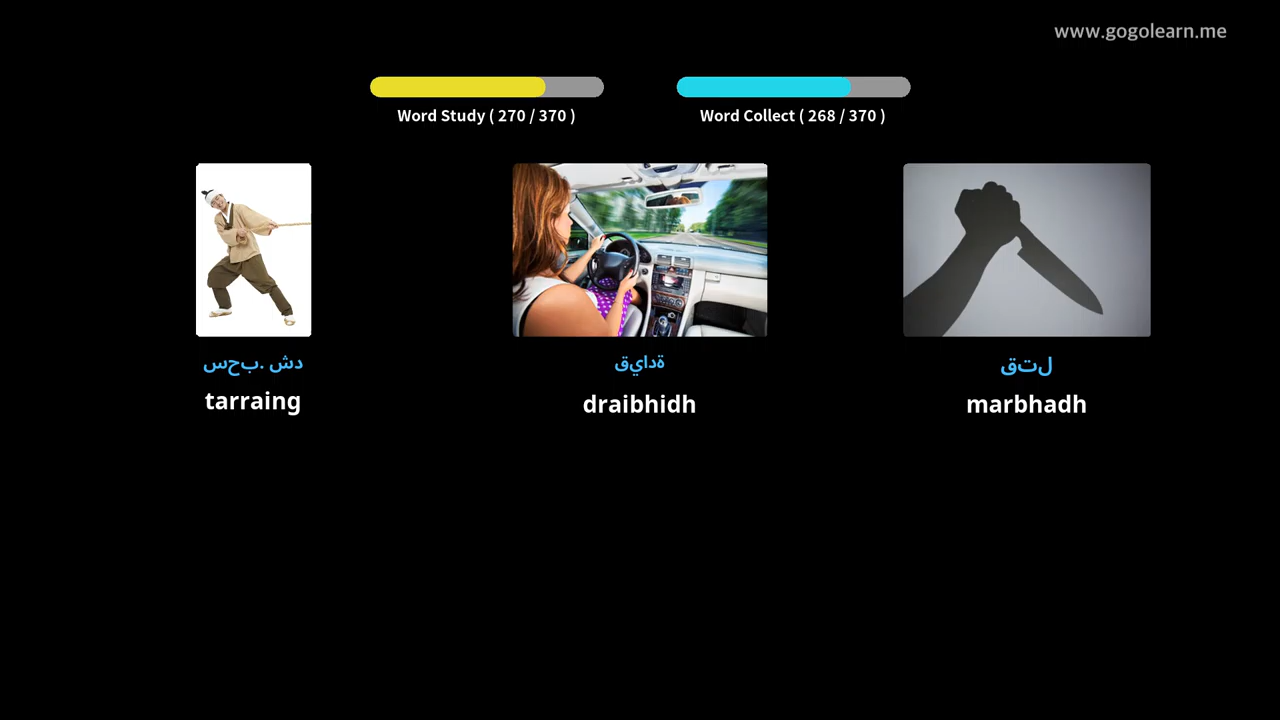 www.gogolearn.me
Word Study ( 270 / 370 )
Word Collect ( 268 / 370 )
دش .بحس
tarraing
ةدايق
draibhidh
لتق
marbhadh